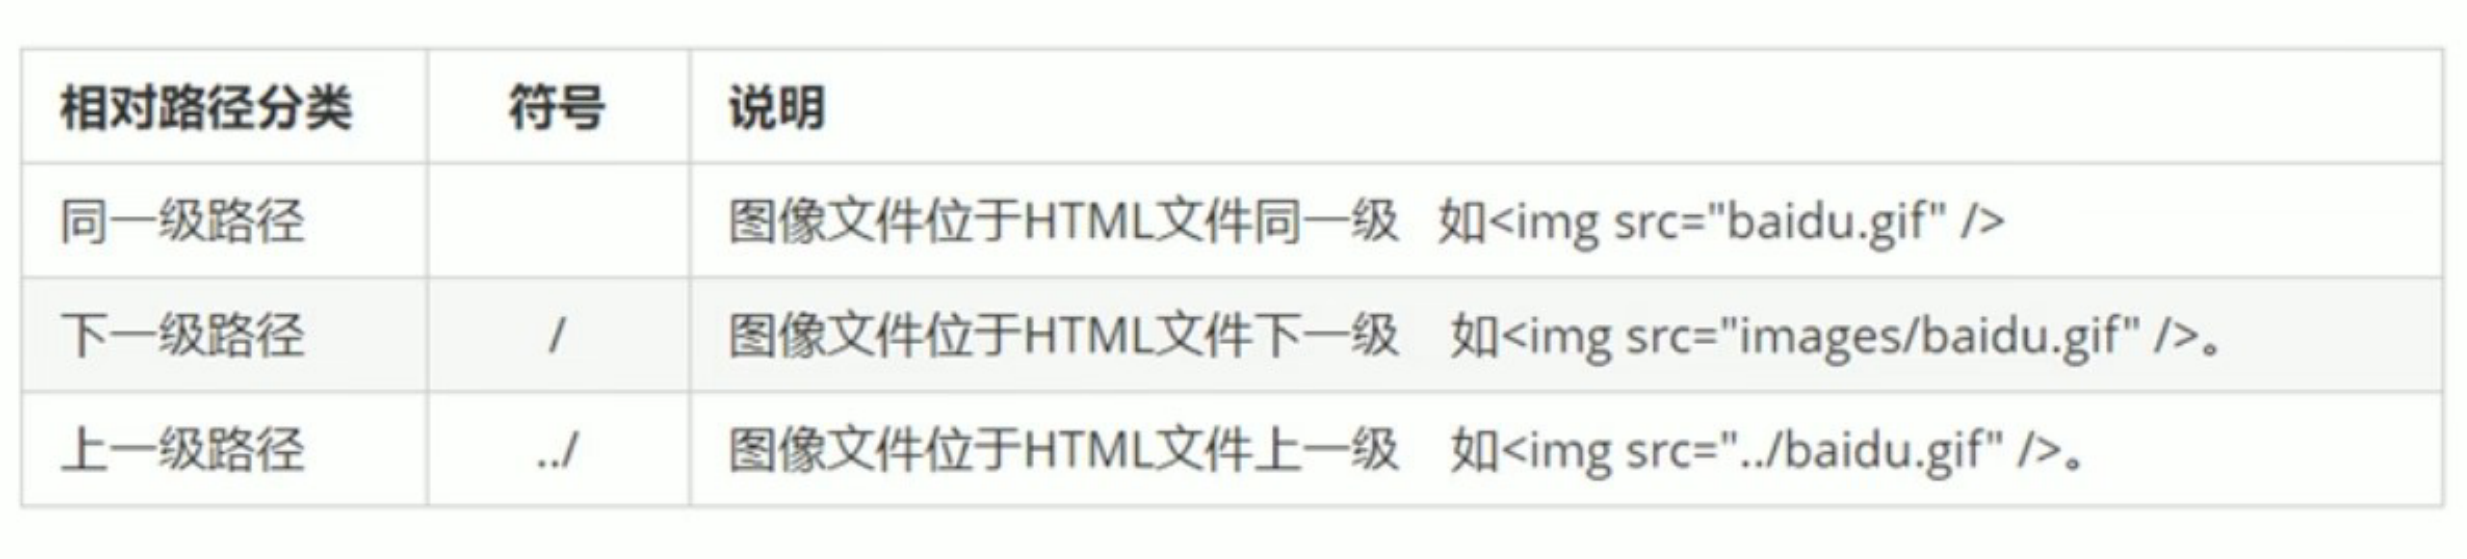 相对路径分类 符号 说明
同一级路径 图像文件位于HTML文件同一级 如<img src="baidu.gif" />
下一级路径 / 图像文件位于HTML文件下一级 如<img src="images/baidu.gif" />。
上一级路径 ../ 图像文件位于HTML文件上一级 如<img src="../baidu.gif" />。